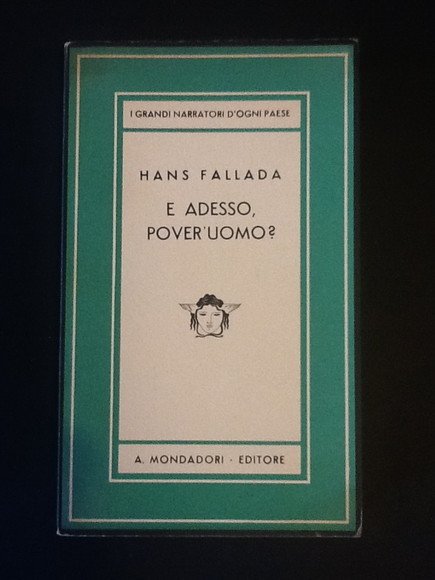 I GRANDI NARRATORI D'OGNI PAESE
HANS FALLADA
E ADESSO,
POVER'UOMO?
A. MONDADORI · EDITORE